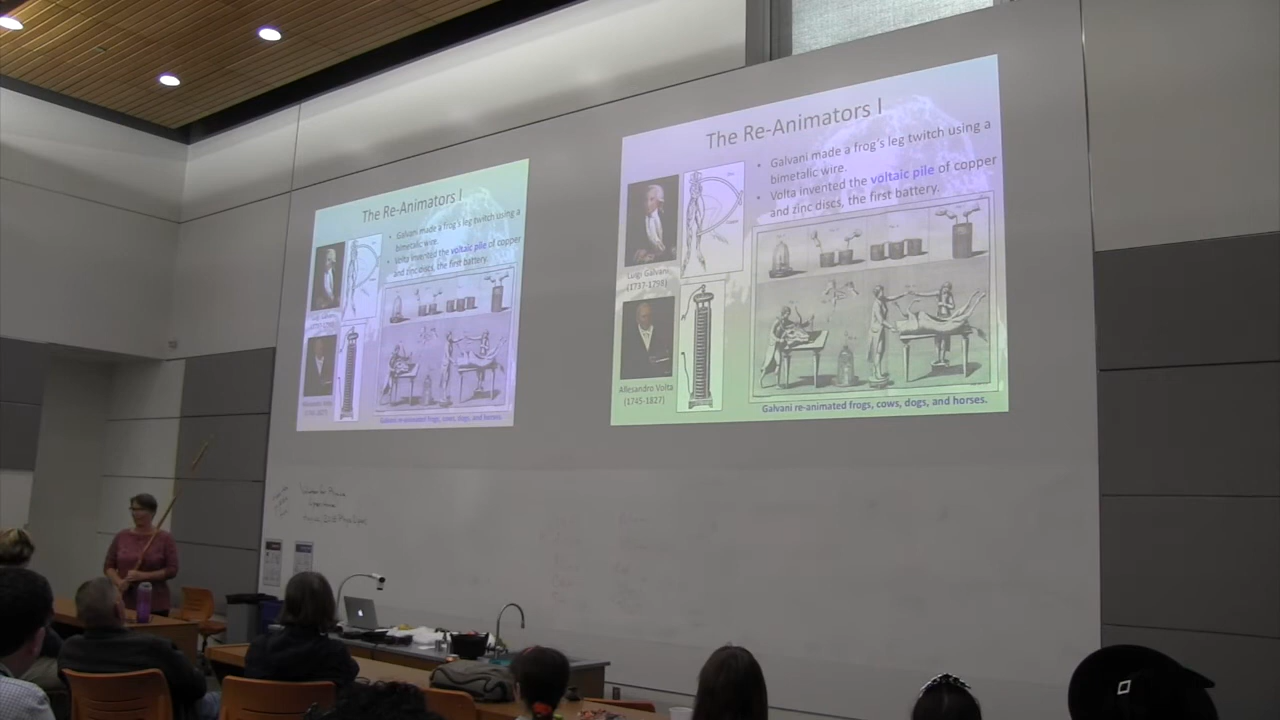 The Re-Animators I
• Galvani made a frog's leg twitch using a
bimetalic wire.
• Volta invented the voltaic pile of copper
and zinc discs, the first battery.
Luigi Galvani
(1737-1798)
Allesandro Volta
(1745-1827)
Galvani re-animated frogs, cows, dogs, and horses.
The Re-Animators I
• Galvani made a frog's leg twitch using a
bimetalic wire.
• Volta invented the voltaic pile of copper
and zinc discs, the first battery.
Galvani re-animated frogs, cows, dogs, and horses.